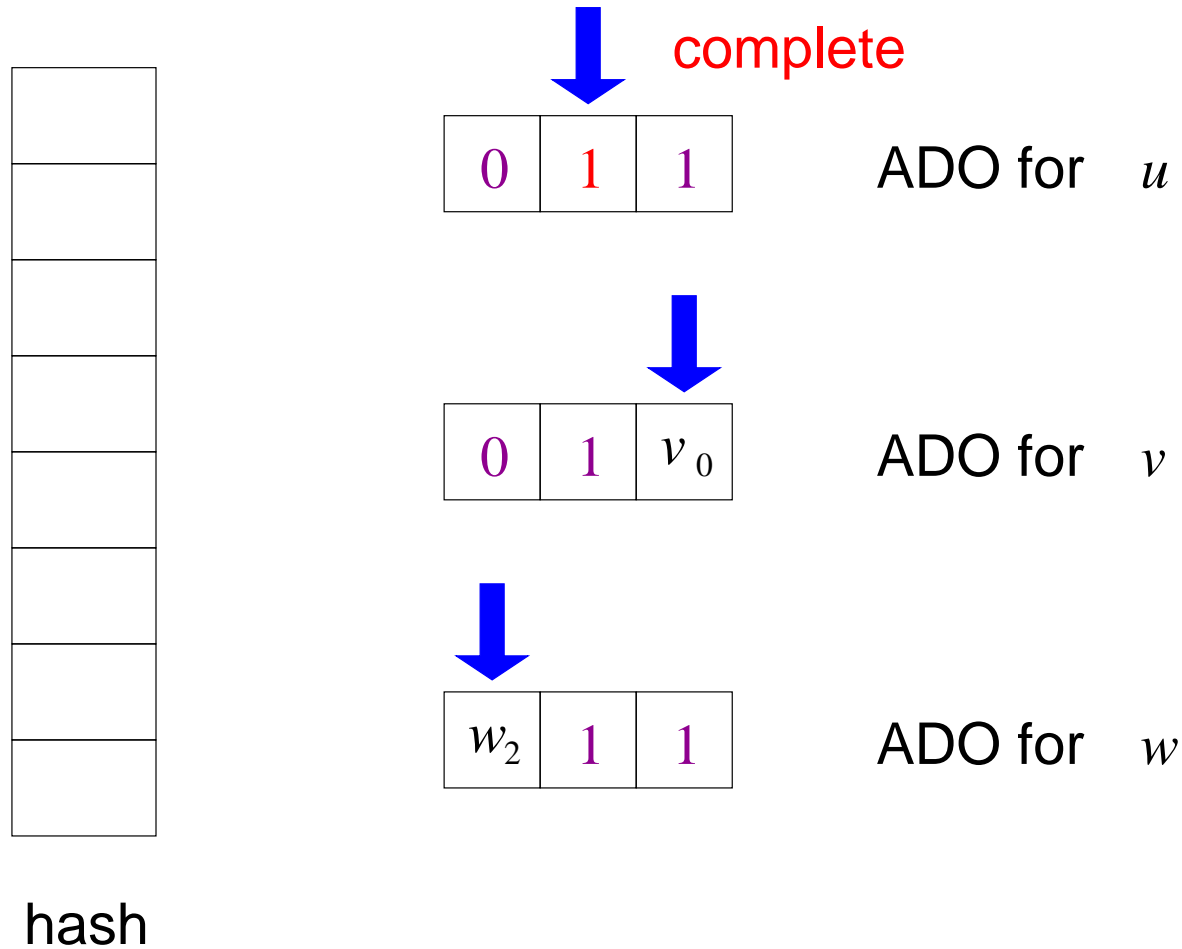 complete
0 1 1 ADO for u
0 1 v₀ ADO for v
w₂ 1 1 ADO for w
hash